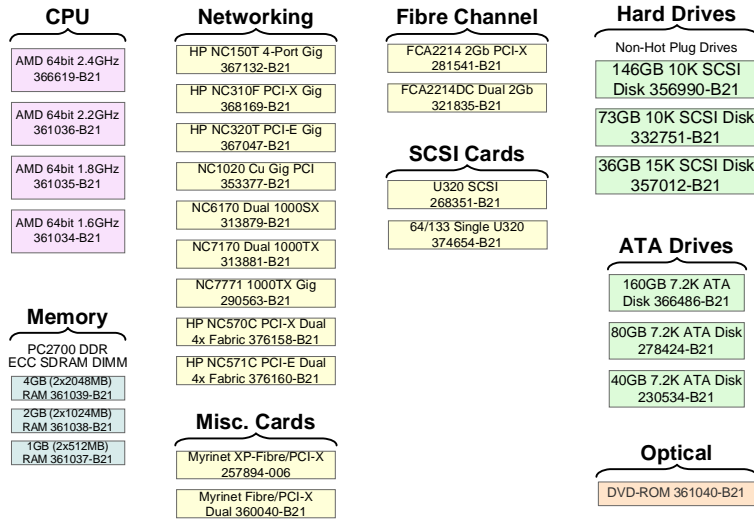 CPU
AMD 64bit 2.4GHz
366619-B21
AMD 64bit 2.2GHz
361036-B21
AMD 64bit 1.8GHz
361035-B21
AMD 64bit 1.6GHz
361034-B21
Memory
PC2700 DDR
ECC SDRAM DIMM
4GB (2x2048MB)
RAM 361039-B21
2GB (2x1024MB)
RAM 361038-B21
1GB (2x512MB)
RAM 361037-B21
Networking
HP NC150T 4-Port Gig
367132-B21
HP NC310F PCI-X Gig
368169-B21
HP NC320T PCI-E Gig
367047-B21
NC1020 Cu Gig PCI
353377-B21
NC6170 Dual 1000SX
313879-B21
NC7170 Dual 1000TX
313881-B21
NC7771 1000TX Gig
290563-B21
HP NC570C PCI-X Dual
4x Fabric 376158-B21
HP NC571C PCI-E Dual
4x Fabric 376160-B21
Misc. Cards
Myrinet XP-Fibre/PCI-X
257894-006
Myrinet Fibre/PCI-X
Dual 360040-B21
Fibre Channel
FCA2214 2Gb PCI-X
281541-B21
FCA2214DC Dual 2Gb
321835-B21
SCSI Cards
U320 SCSI
268351-B21
64/133 Single U320
374654-B21
Hard Drives
Non-Hot Plug Drives
146GB 10K SCSI
Disk 356990-B21
73GB 10K SCSI Disk
332751-B21
36GB 15K SCSI Disk
357012-B21
ATA Drives
160GB 7.2K ATA
Disk 366486-B21
80GB 7.2K ATA Disk
278424-B21
40GB 7.2K ATA Disk
230534-B21
Optical
DVD-ROM 361040-B21